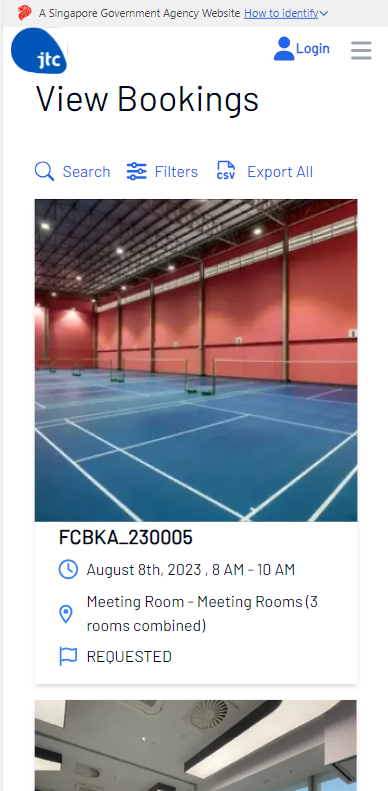 A Singapore Government Agency Website How to identify
jtc
Login
View Bookings
Search Filters CSV Export All
FCBKA_230005
August 8th, 2023 , 8 AM - 10 AM
Meeting Room - Meeting Rooms (3
rooms combined)
REQUESTED